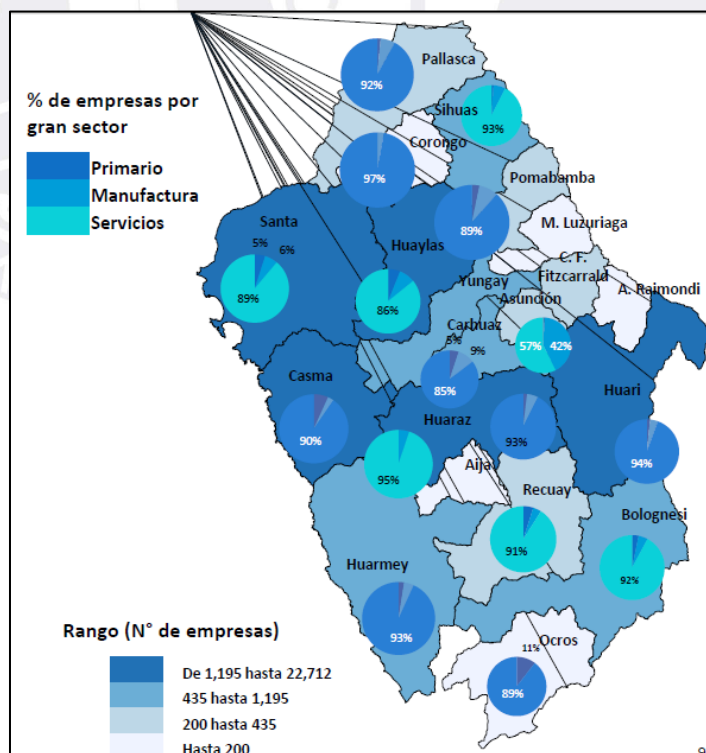 Pallasca
92%
% de empresas por
gran sector
Primario
Manufactura
Servicios
Sihuas
93%
Corongo
97%
Pomabamba
Santa
5%
6%
89%
Huaylas
86%
89%
M. Luzuriaga
C. F.
Fitzcarrald
A. Raimondi
Yungay
Asunción
57%
42%
Carhuaz
5%
9%
85%
Casma
90%
Huari
94%
Huaraz
95%
93%
Aija
Recuay
91%
Bolognesi
92%
Huarmey
93%
Ocros
11%
89%
Rango (N° de empresas)
De 1,195 hasta 22,712
435 hasta 1,195
200 hasta 435
Hasta 200
9